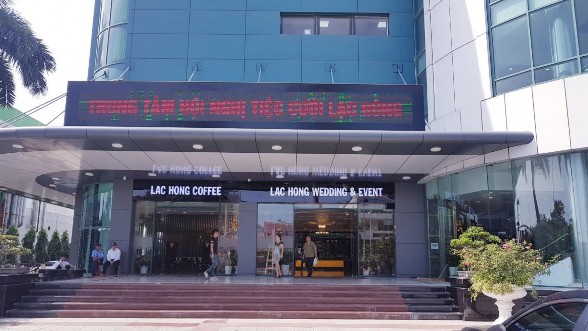 TRUNG TÂM HỘI NGHỊ TIỆC CƯỚI LẠC HỒNG
LAC HONG COFFEE
LAC HONG WEDDING & EVENT